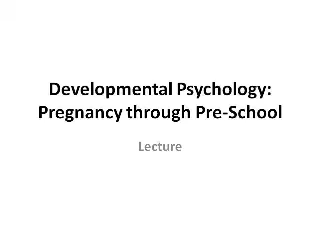 Developmental Psychology:
Pregnancy through Pre-School
Lecture